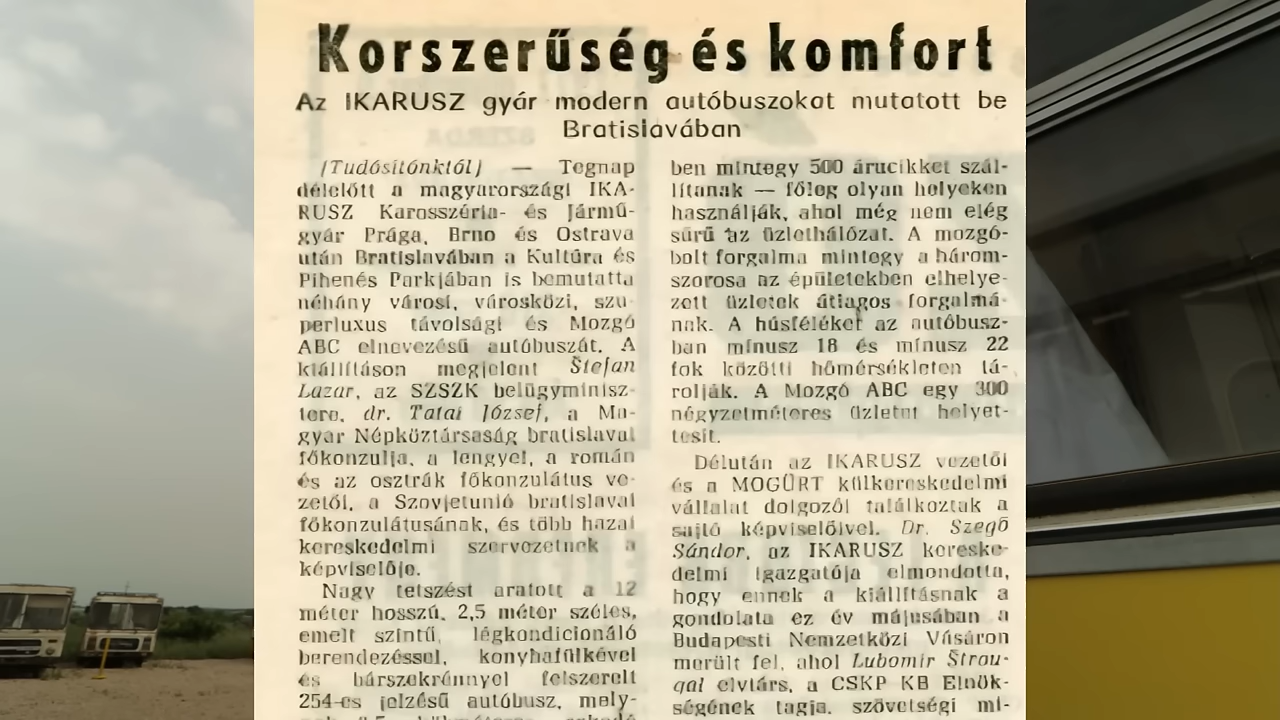 Korszerűség és komfort
Az IKARUSZ gyár modern autóbuszokat mutatott be
Bratislavában
(Tudósítónktól) — Tegnap
délelőtt a magyarországi IKA-
RUSZ Karosszéria- és Jármű-
gyár Prága, Brno és Ostrava
után Bratislavában a Kultúra és
Pihenés Parkjában is bemutatta
néhány városi, városközi, szu-
perluxus távolsági és Mozgó
ABC elnevezésű autóbuszát. A
kiállításon megjelent Štefan
Lazar, az SZSZK belügyminisz-
tere, dr. Tatai József, a Ma-
gyar Népköztársaság bratislavai
főkonzulja, a lengyel, a román
és az osztrák főkonzulátus ve-
zetői, a Szovjetunió bratislavai
főkonzulátusának, és több hazai
kereskedelmi szervezetnek a
képviselője.
Nagy tetszést aratott a 12
méter hosszú, 2,5 méter széles,
emelt szintű, légkondicionáló
berendezéssel, konyhafülkével
és bárszekrénnyel felszerelt
254-es jelzésű autóbusz, mely-
ben mintegy 500 árucikket szál-
lítanak — főleg olyan helyeken
használják, ahol még nem elég
sűrű az üzlethálózat. A mozgó-
bolt forgalma mintegy a három-
szorosa az épületekben elhelye-
zett üzletek átlagos forgalmá-
nak. A húsféléket az autóbusz-
ban mínusz 18 és mínusz 22
fok közötti hőmérsékleten tá-
rolják. A Mozgó ABC egy 300
négyzetméteres üzletet helyet-
tesít.
Délután az IKARUSZ vezetői
és a MOGÜRT külkereskedelmi
vállalat dolgozói találkoztak a
sajtó képviselőivel. Dr. Szegő
Sándor, az IKARUSZ kereske-
delmi igazgatója elmondotta,
hogy ennek a kiállításnak a
gondolata ez év májusában a
Budapesti Nemzetközi Vásáron
merült fel, ahol Lubomír Štrou-
gal elvtárs, a CSKP KB Elnök-
ségének tagja, szövetségi mi-